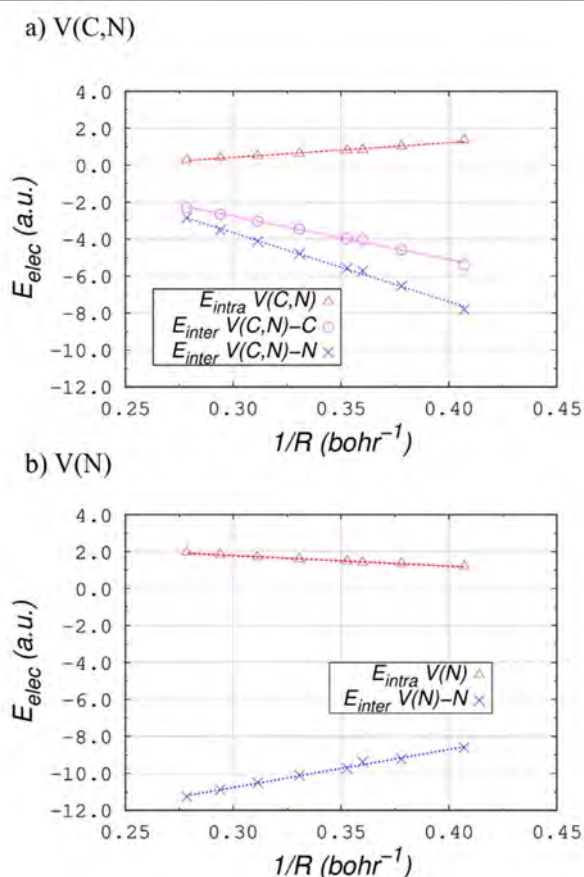 a) V(C,N)
4.0
2.0
0.0
−2.0
−4.0
−6.0
−8.0
−10.0
−12.0
E_elec (a.u.)
E_intra V(C,N)
E_inter V(C,N)−C
E_inter V(C,N)−N
0.25 0.30 0.35 0.40 0.45
1/R (bohr⁻¹)
b) V(N)
4.0
2.0
0.0
−2.0
−4.0
−6.0
−8.0
−10.0
−12.0
E_elec (a.u.)
E_intra V(N)
E_inter V(N)−N
0.25 0.30 0.35 0.40 0.45
1/R (bohr⁻¹)